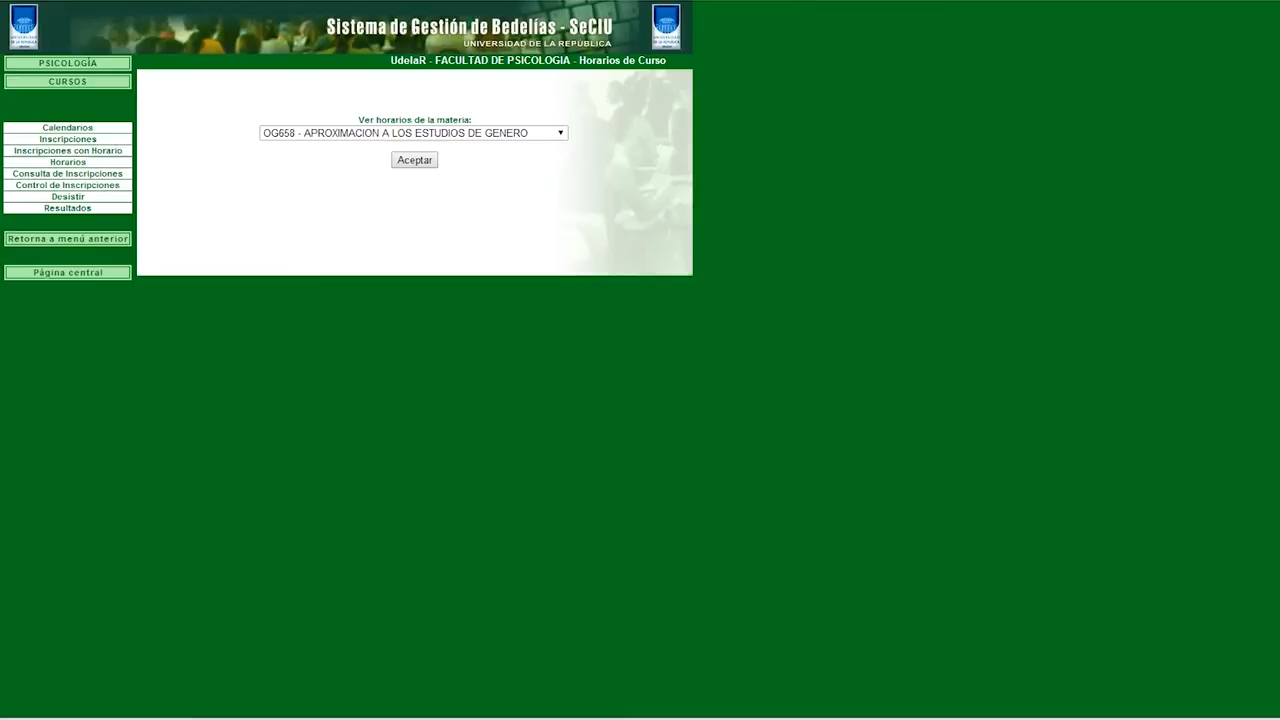 Sistema de Gestión de Bedelías - SeCIU
UNIVERSIDAD DE LA REPUBLICA
UdelaR - FACULTAD DE PSICOLOGIA - Horarios de Curso
PSICOLOGÍA
CURSOS
Calendarios
Inscripciones
Inscripciones con Horario
Horarios
Consulta de Inscripciones
Control de Inscripciones
Desistir
Resultados
Retorna a menú anterior
Página central
Ver horarios de la materia:
OG658 - APROXIMACION A LOS ESTUDIOS DE GENERO
Aceptar